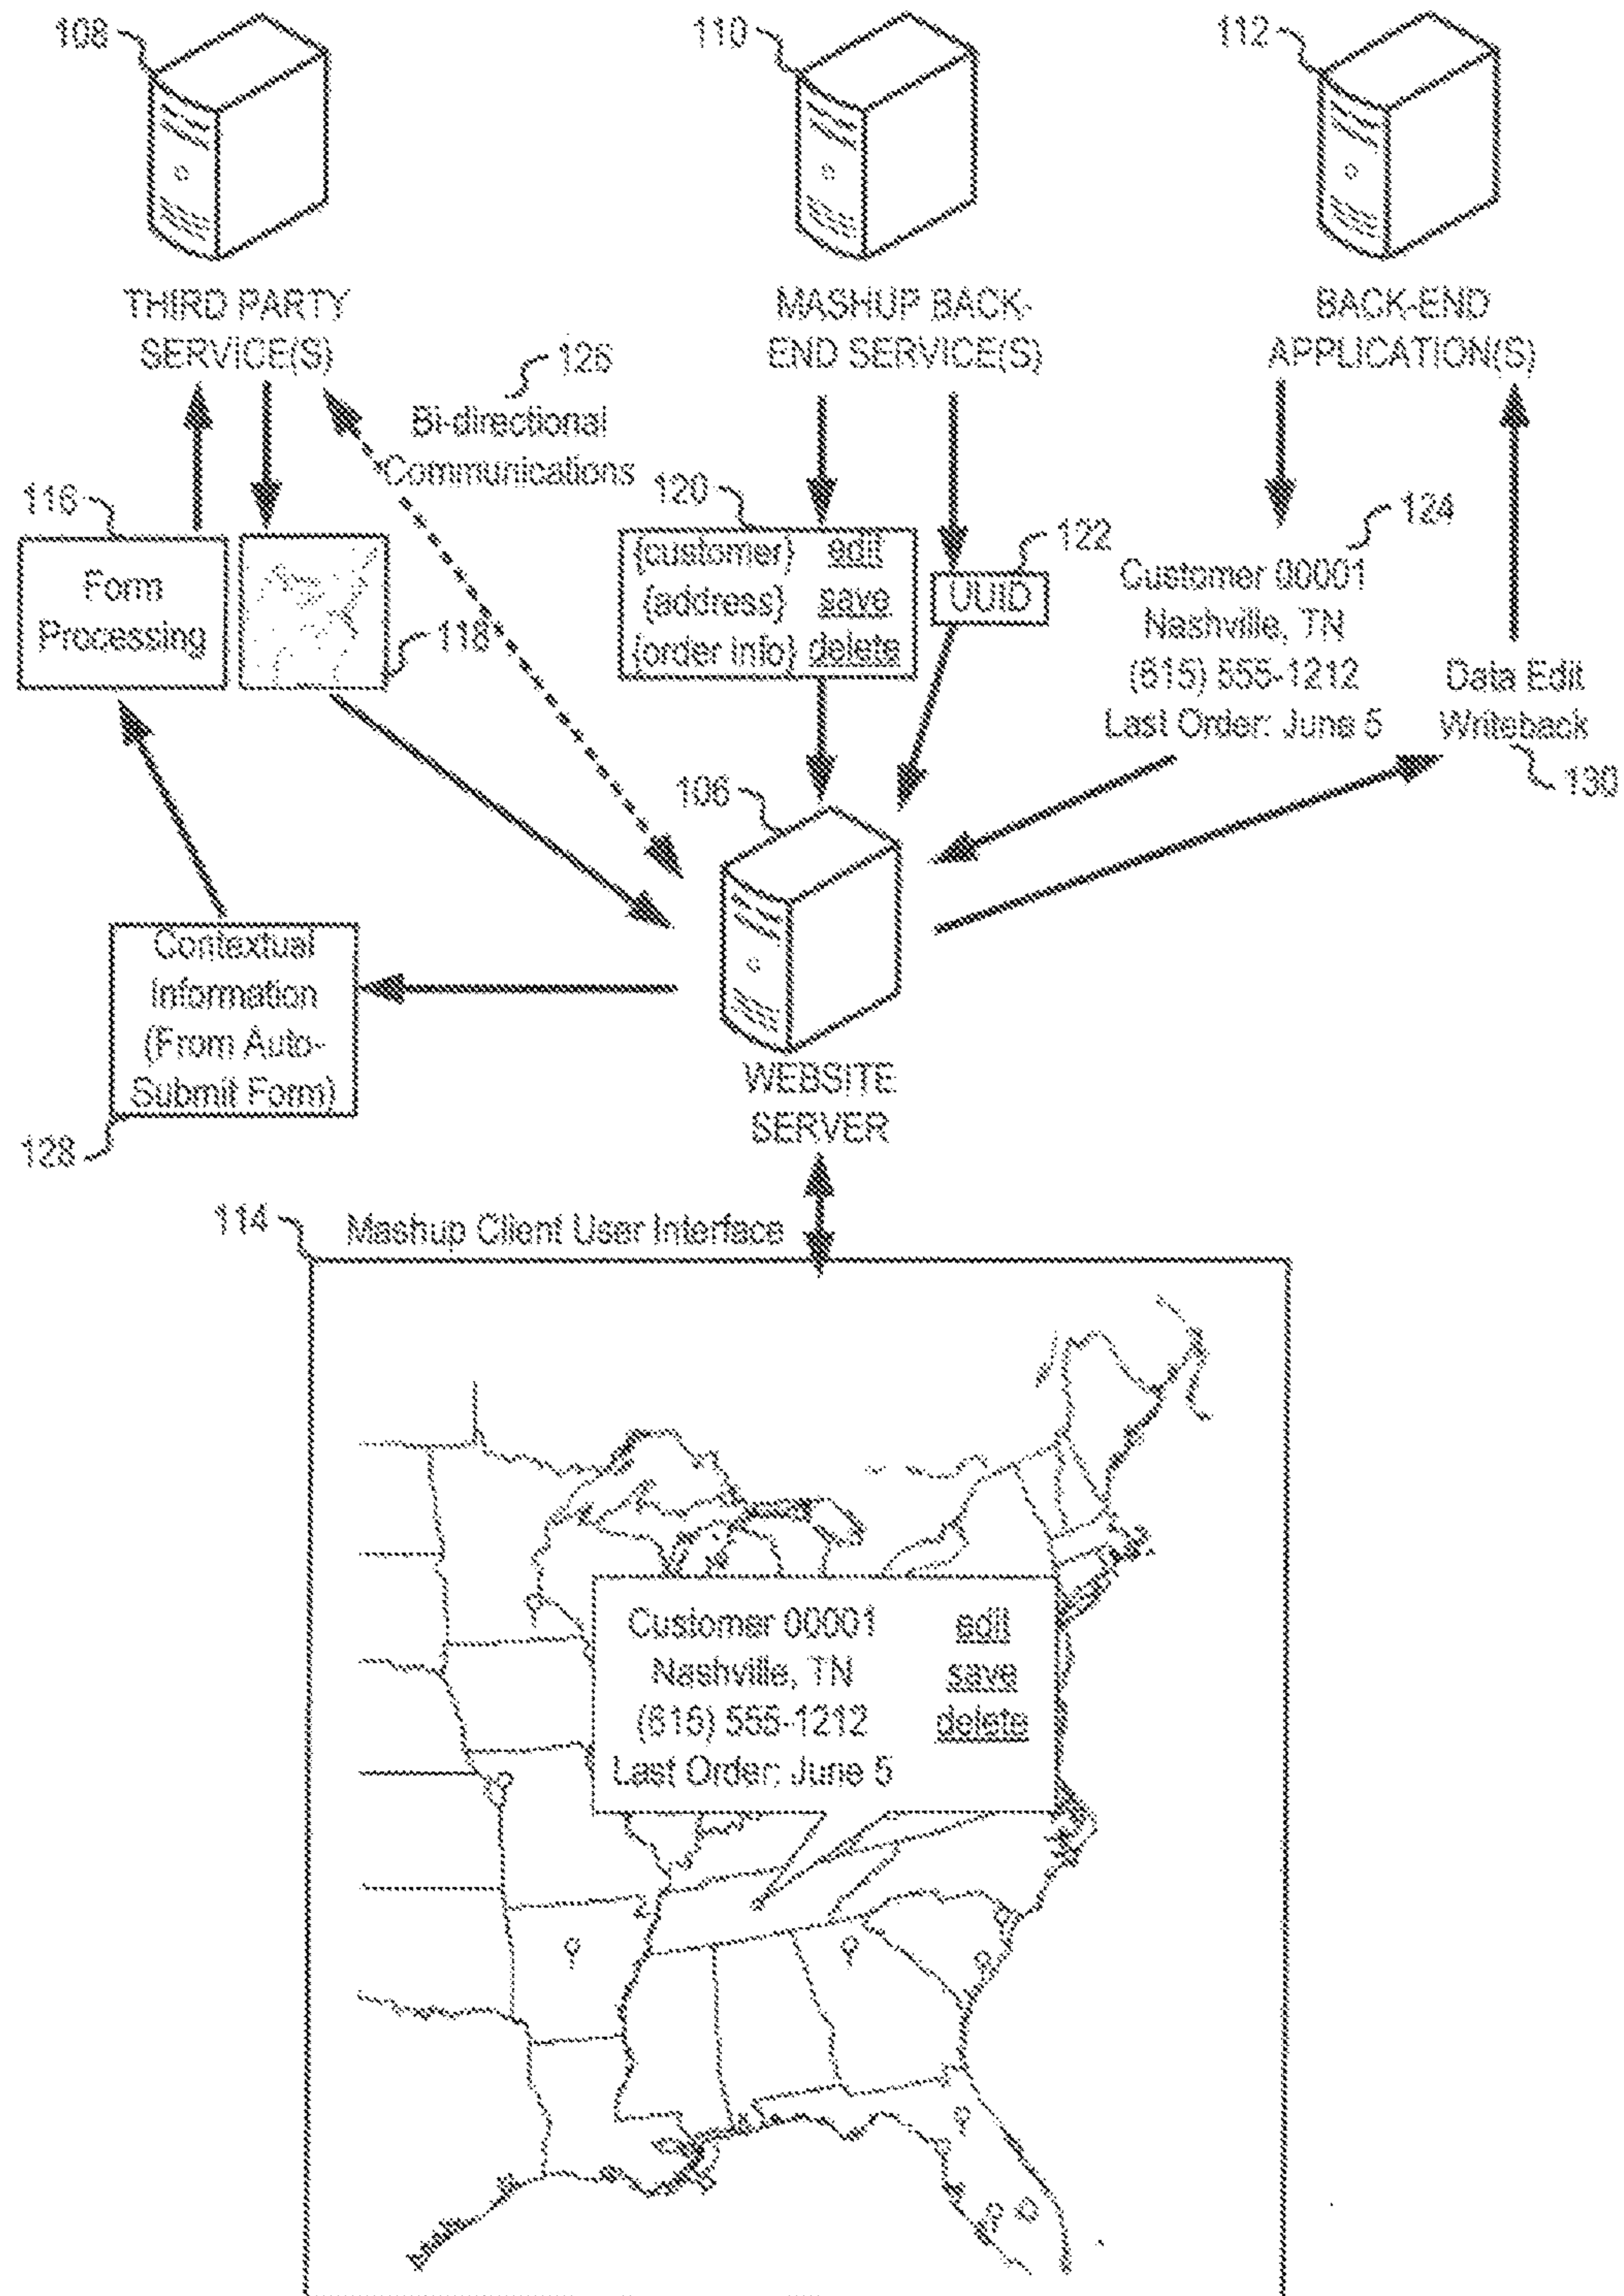 108
110
112
THIRD PARTY
SERVICE(S)
MASHUP BACK-
END SERVICE(S)
BACK-END
APPLICATION(S)
126
Bi-directional
Communications
116
Form
Processing
118
120
{customer} edit
{address} save
{order info} delete
122
UUID
124
Customer 00001
Nashville, TN
(615) 555-1212
Last Order: June 5
Data Edit
Writeback
130
106
WEBSITE
SERVER
Contextual
Information
(From Auto-
Submit Form)
128
114
Mashup Client User Interface
Customer 00001 edit
Nashville, TN save
(615) 555-1212 delete
Last Order: June 5